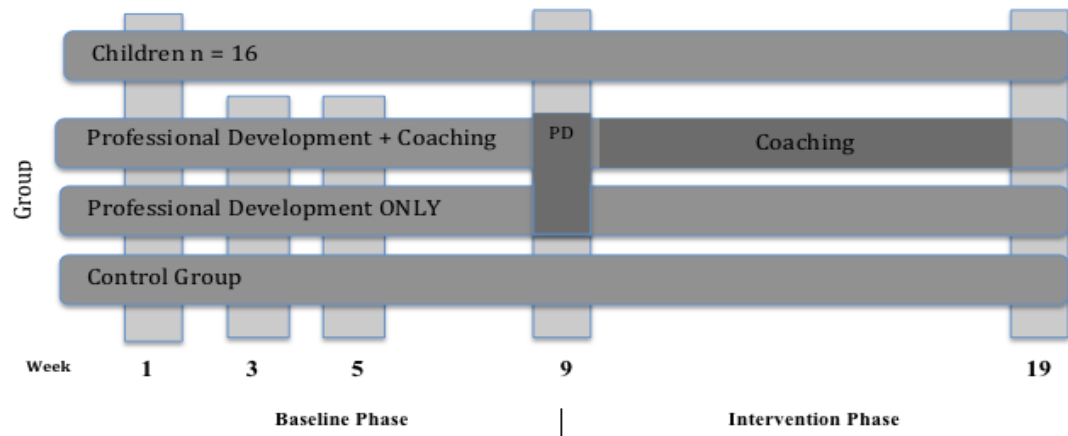 Children n = 16
Professional Development + Coaching
PD
Coaching
Group
Professional Development ONLY
Control Group
Week 1 3 5 9 19
Baseline Phase Intervention Phase